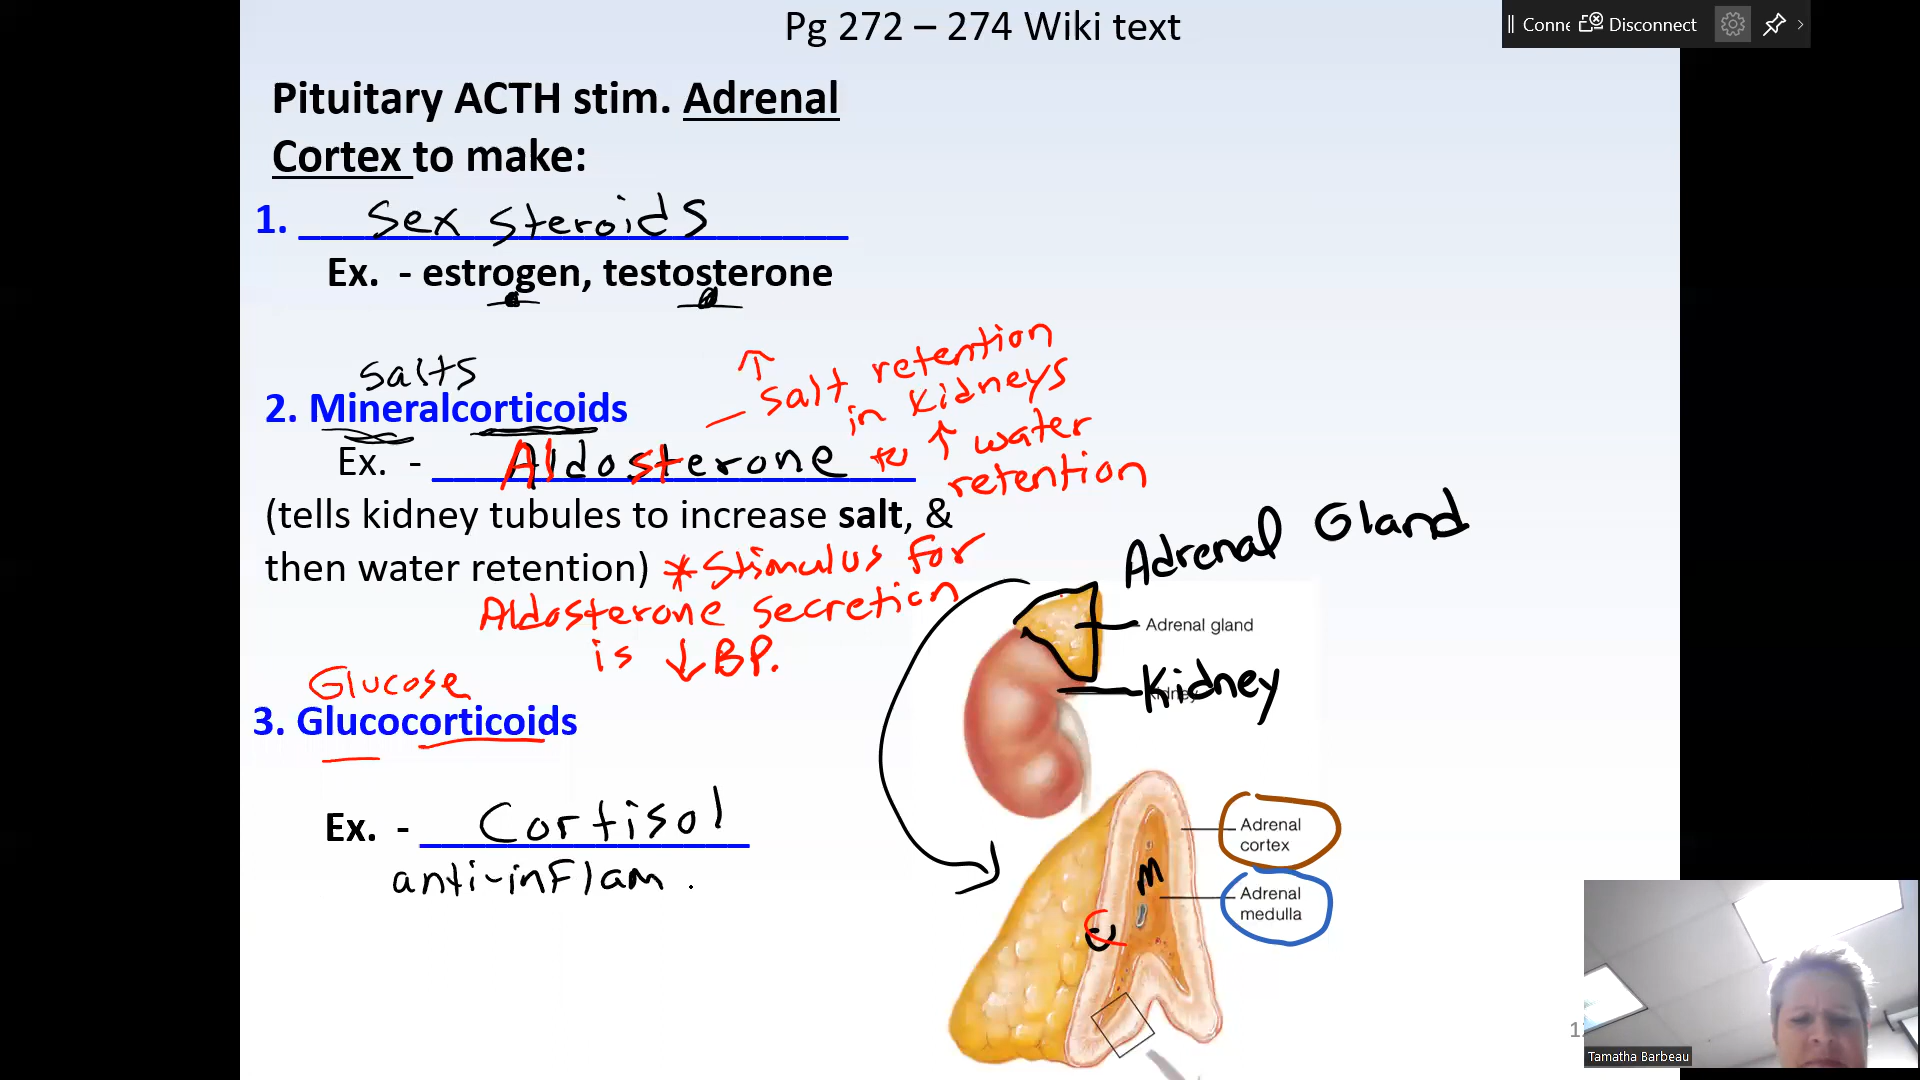 Pg 272 – 274 Wiki text
Conne Disconnect
Pituitary ACTH stim. Adrenal
Cortex to make:
1. Sex steroids
Ex. - estrogen, testosterone
salts
2. Mineralcorticoids
↑ salt retention
in kidneys
to ↑ water
retention
Ex. - Aldosterone
(tells kidney tubules to increase salt, &
then water retention) *Stimulus for
Aldosterone secretion
is ↓ BP.
Glucose
3. Glucocorticoids
Ex. - Cortisol
anti-inflam.
Adrenal Gland
Adrenal gland
Kidney
Adrenal
cortex
Adrenal
medulla
M
C
Tamatha Barbeau